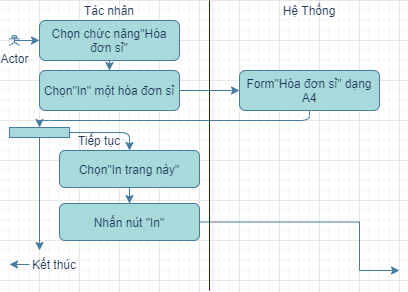 Tác nhân
Hệ Thống
Chọn chức năng"Hóa
đơn sỉ"
Actor
Chọn"In" một hóa đơn sỉ
Form"Hóa đơn sỉ" dạng
A4
Tiếp tục
Chọn"In trang này"
Nhấn nút "In"
Kết thúc